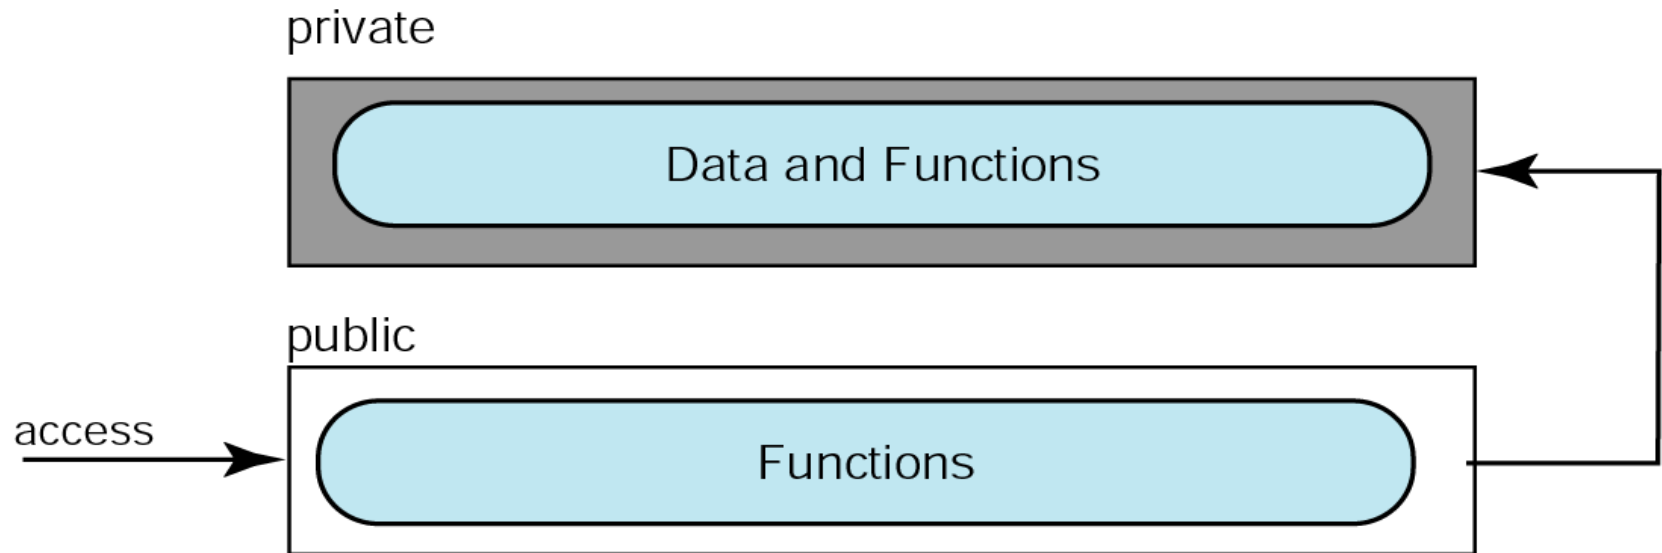 private
Data and Functions
public
access
Functions